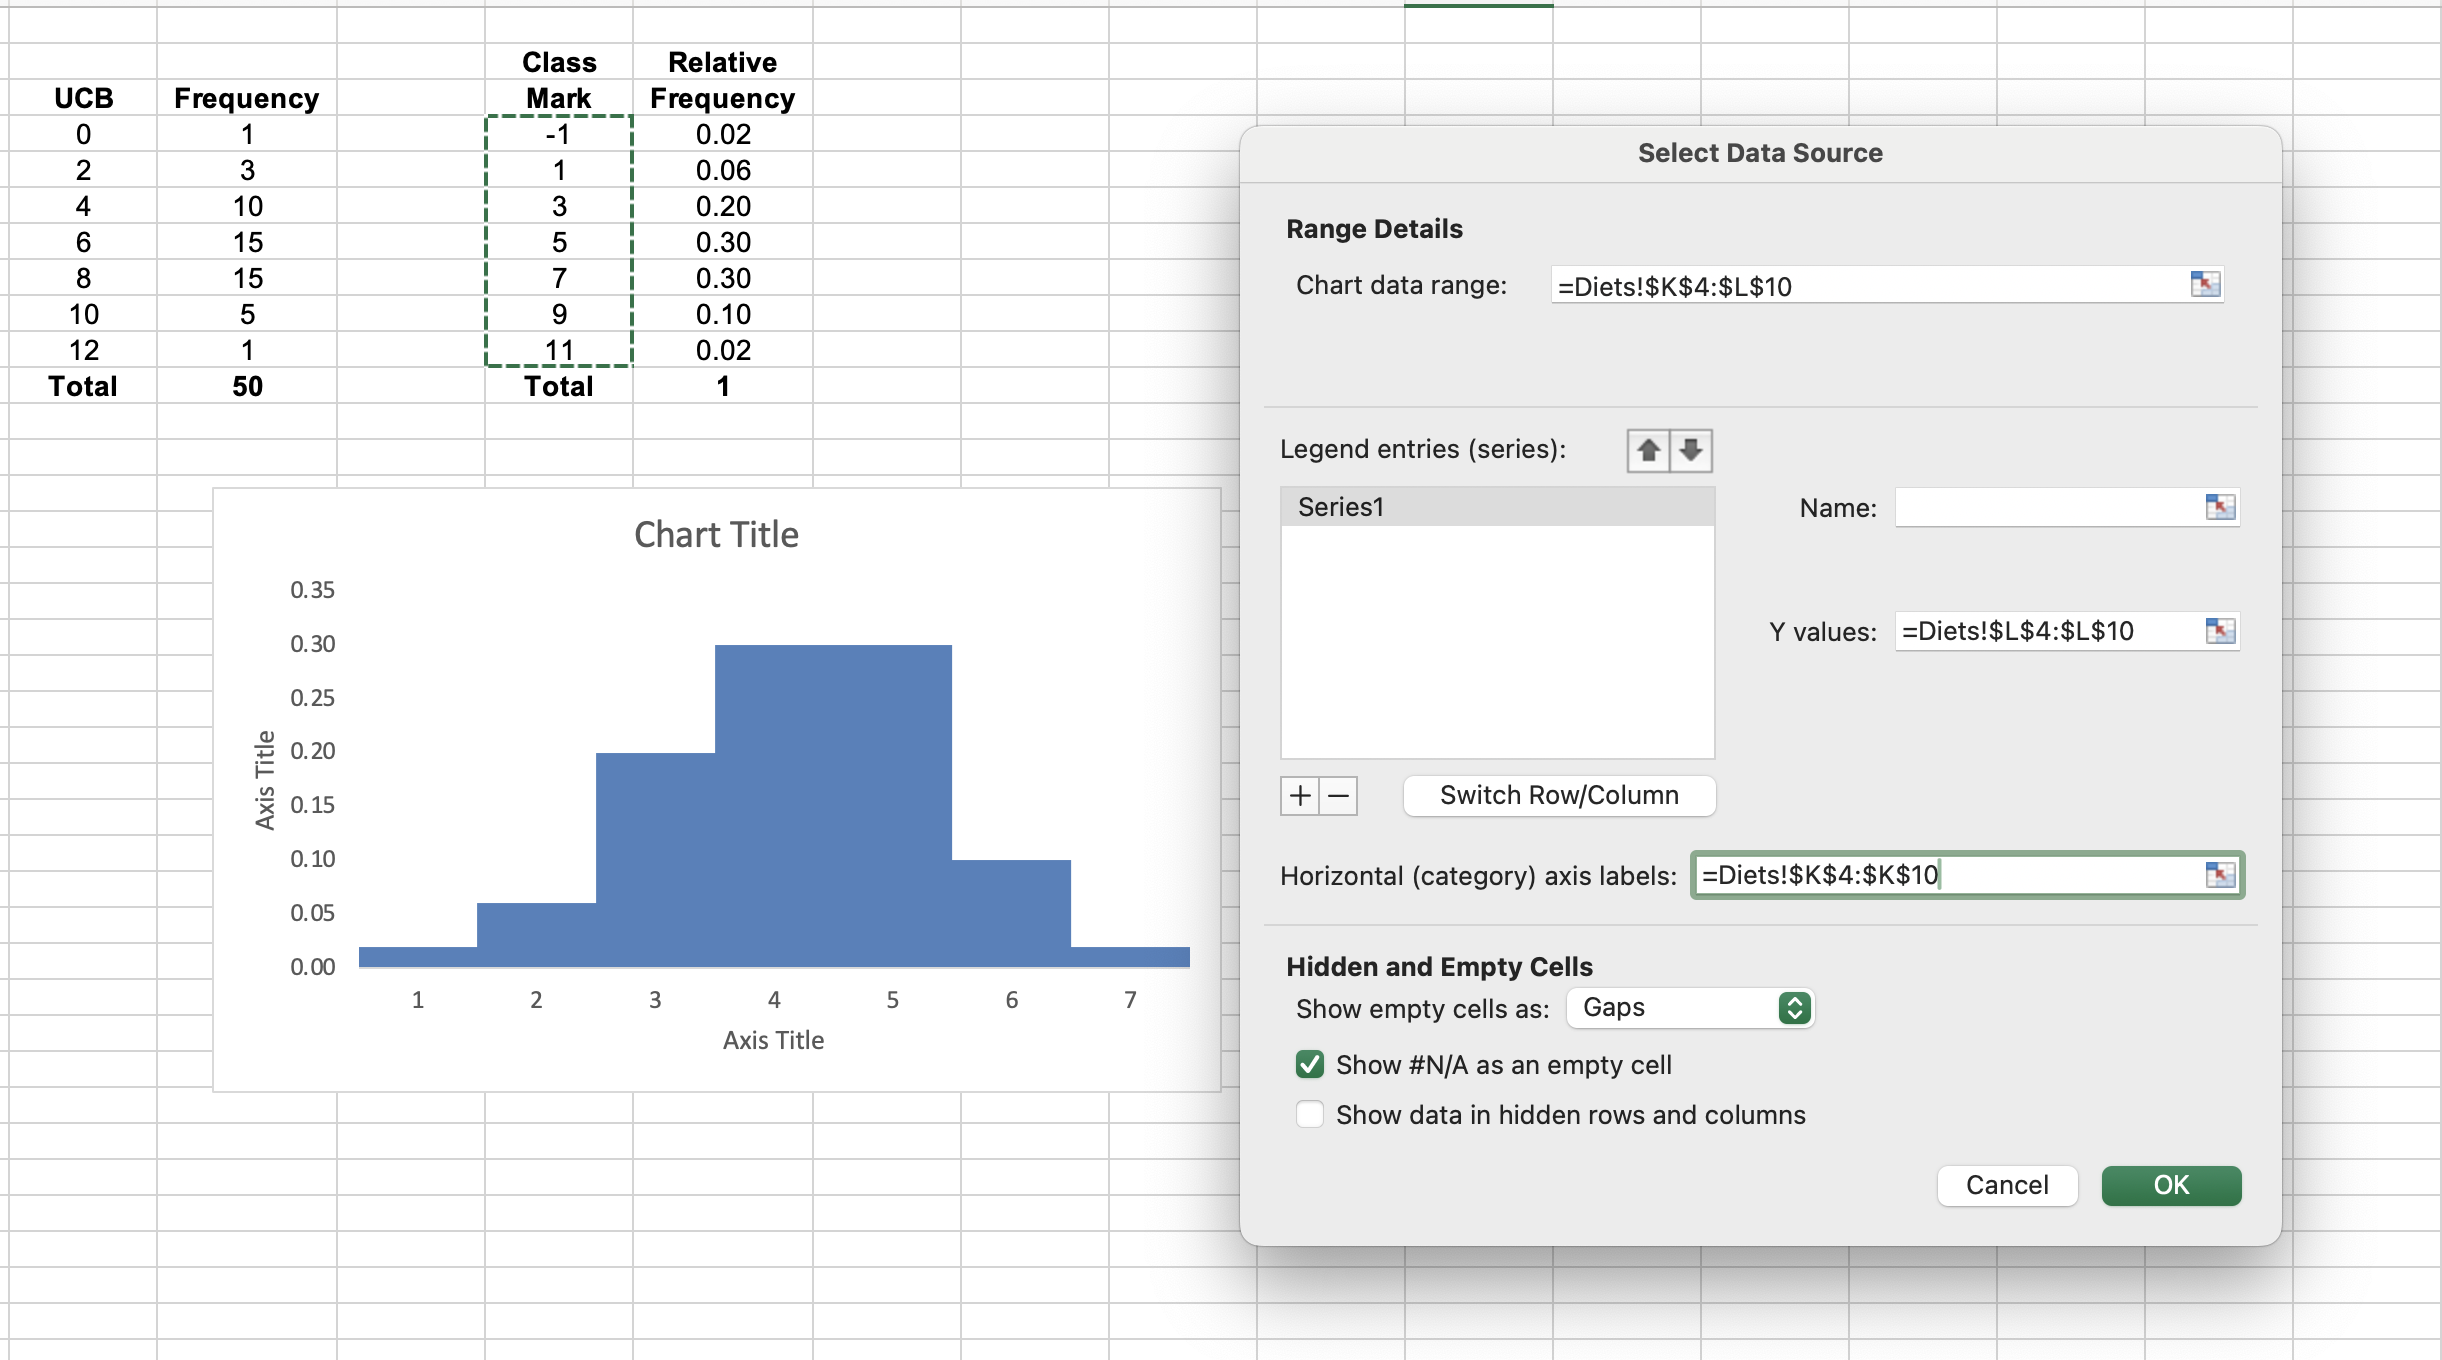 Class Relative
UCB Frequency Mark Frequency
0 1 -1 0.02
2 3 1 0.06
4 10 3 0.20
6 15 5 0.30
8 15 7 0.30
10 5 9 0.10
12 1 11 0.02
Total 50 Total 1
Chart Title
0.35
0.30
0.25
0.20
0.15
0.10
0.05
0.00
Axis Title
1 2 3 4 5 6 7
Axis Title
Select Data Source
Range Details
Chart data range: =Diets!$K$4:$L$10
Legend entries (series):
Series1
Name:
Y values: =Diets!$L$4:$L$10
Switch Row/Column
Horizontal (category) axis labels: =Diets!$K$4:$K$10
Hidden and Empty Cells
Show empty cells as: Gaps
Show #N/A as an empty cell
Show data in hidden rows and columns
Cancel OK